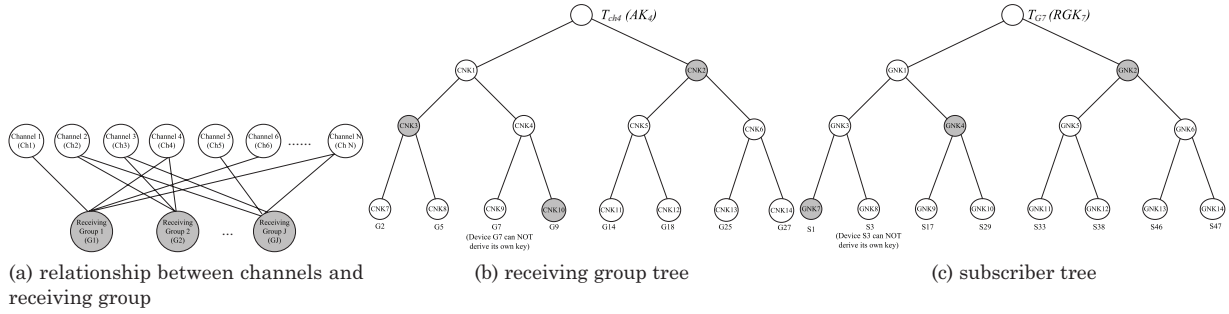 Channel 1
(Ch1)
Channel 2
(Ch2)
Channel 3
(Ch3)
Channel 4
(Ch4)
Channel 5
(Ch5)
Channel 6
(Ch6)
......
Channel N
(Ch N)
Receiving
Group 1
(G1)
Receiving
Group 2
(G2)
...
Receiving
Group J
(GJ)
(a) relationship between channels and
receiving group
Tch4 (AK4)
CNK1
CNK2
CNK3
CNK4
CNK5
CNK6
CNK7
CNK8
CNK9
CNK10
CNK11
CNK12
CNK13
CNK14
G2
G5
G7
G9
G14
G18
G25
G27
(Device G7 can NOT
derive its own key)
(b) receiving group tree
TG7 (RGK7)
GNK1
GNK2
GNK3
GNK4
GNK5
GNK6
GNK7
GNK8
GNK9
GNK10
GNK11
GNK12
GNK13
GNK14
S1
S3
S17
S29
S33
S38
S46
S47
(Device S3 can NOT
derive its own key)
(c) subscriber tree